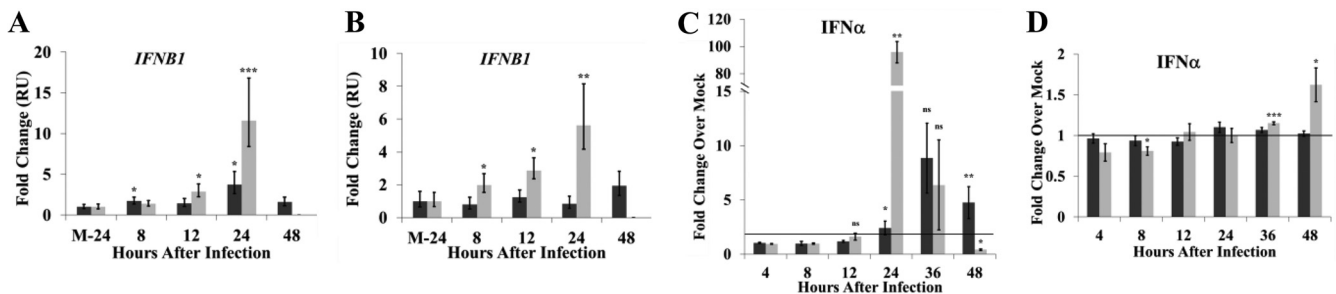 A
IFNB1
Fold Change (RU)
20
15
10
5
0
*
*
*
***
M-24 8 12 24 48
Hours After Infection
B
IFNB1
Fold Change (RU)
10
8
6
4
2
0
*
*
**
M-24 8 12 24 48
Hours After Infection
C
IFNα
Fold Change Over Mock
120
100
80
60
40
15
10
5
0
ns
*
**
ns
ns
**
*
4 8 12 24 36 48
Hours After Infection
D
IFNα
Fold Change Over Mock
2
1.5
1
0.5
0
*
***
*
4 8 12 24 36 48
Hours After Infection